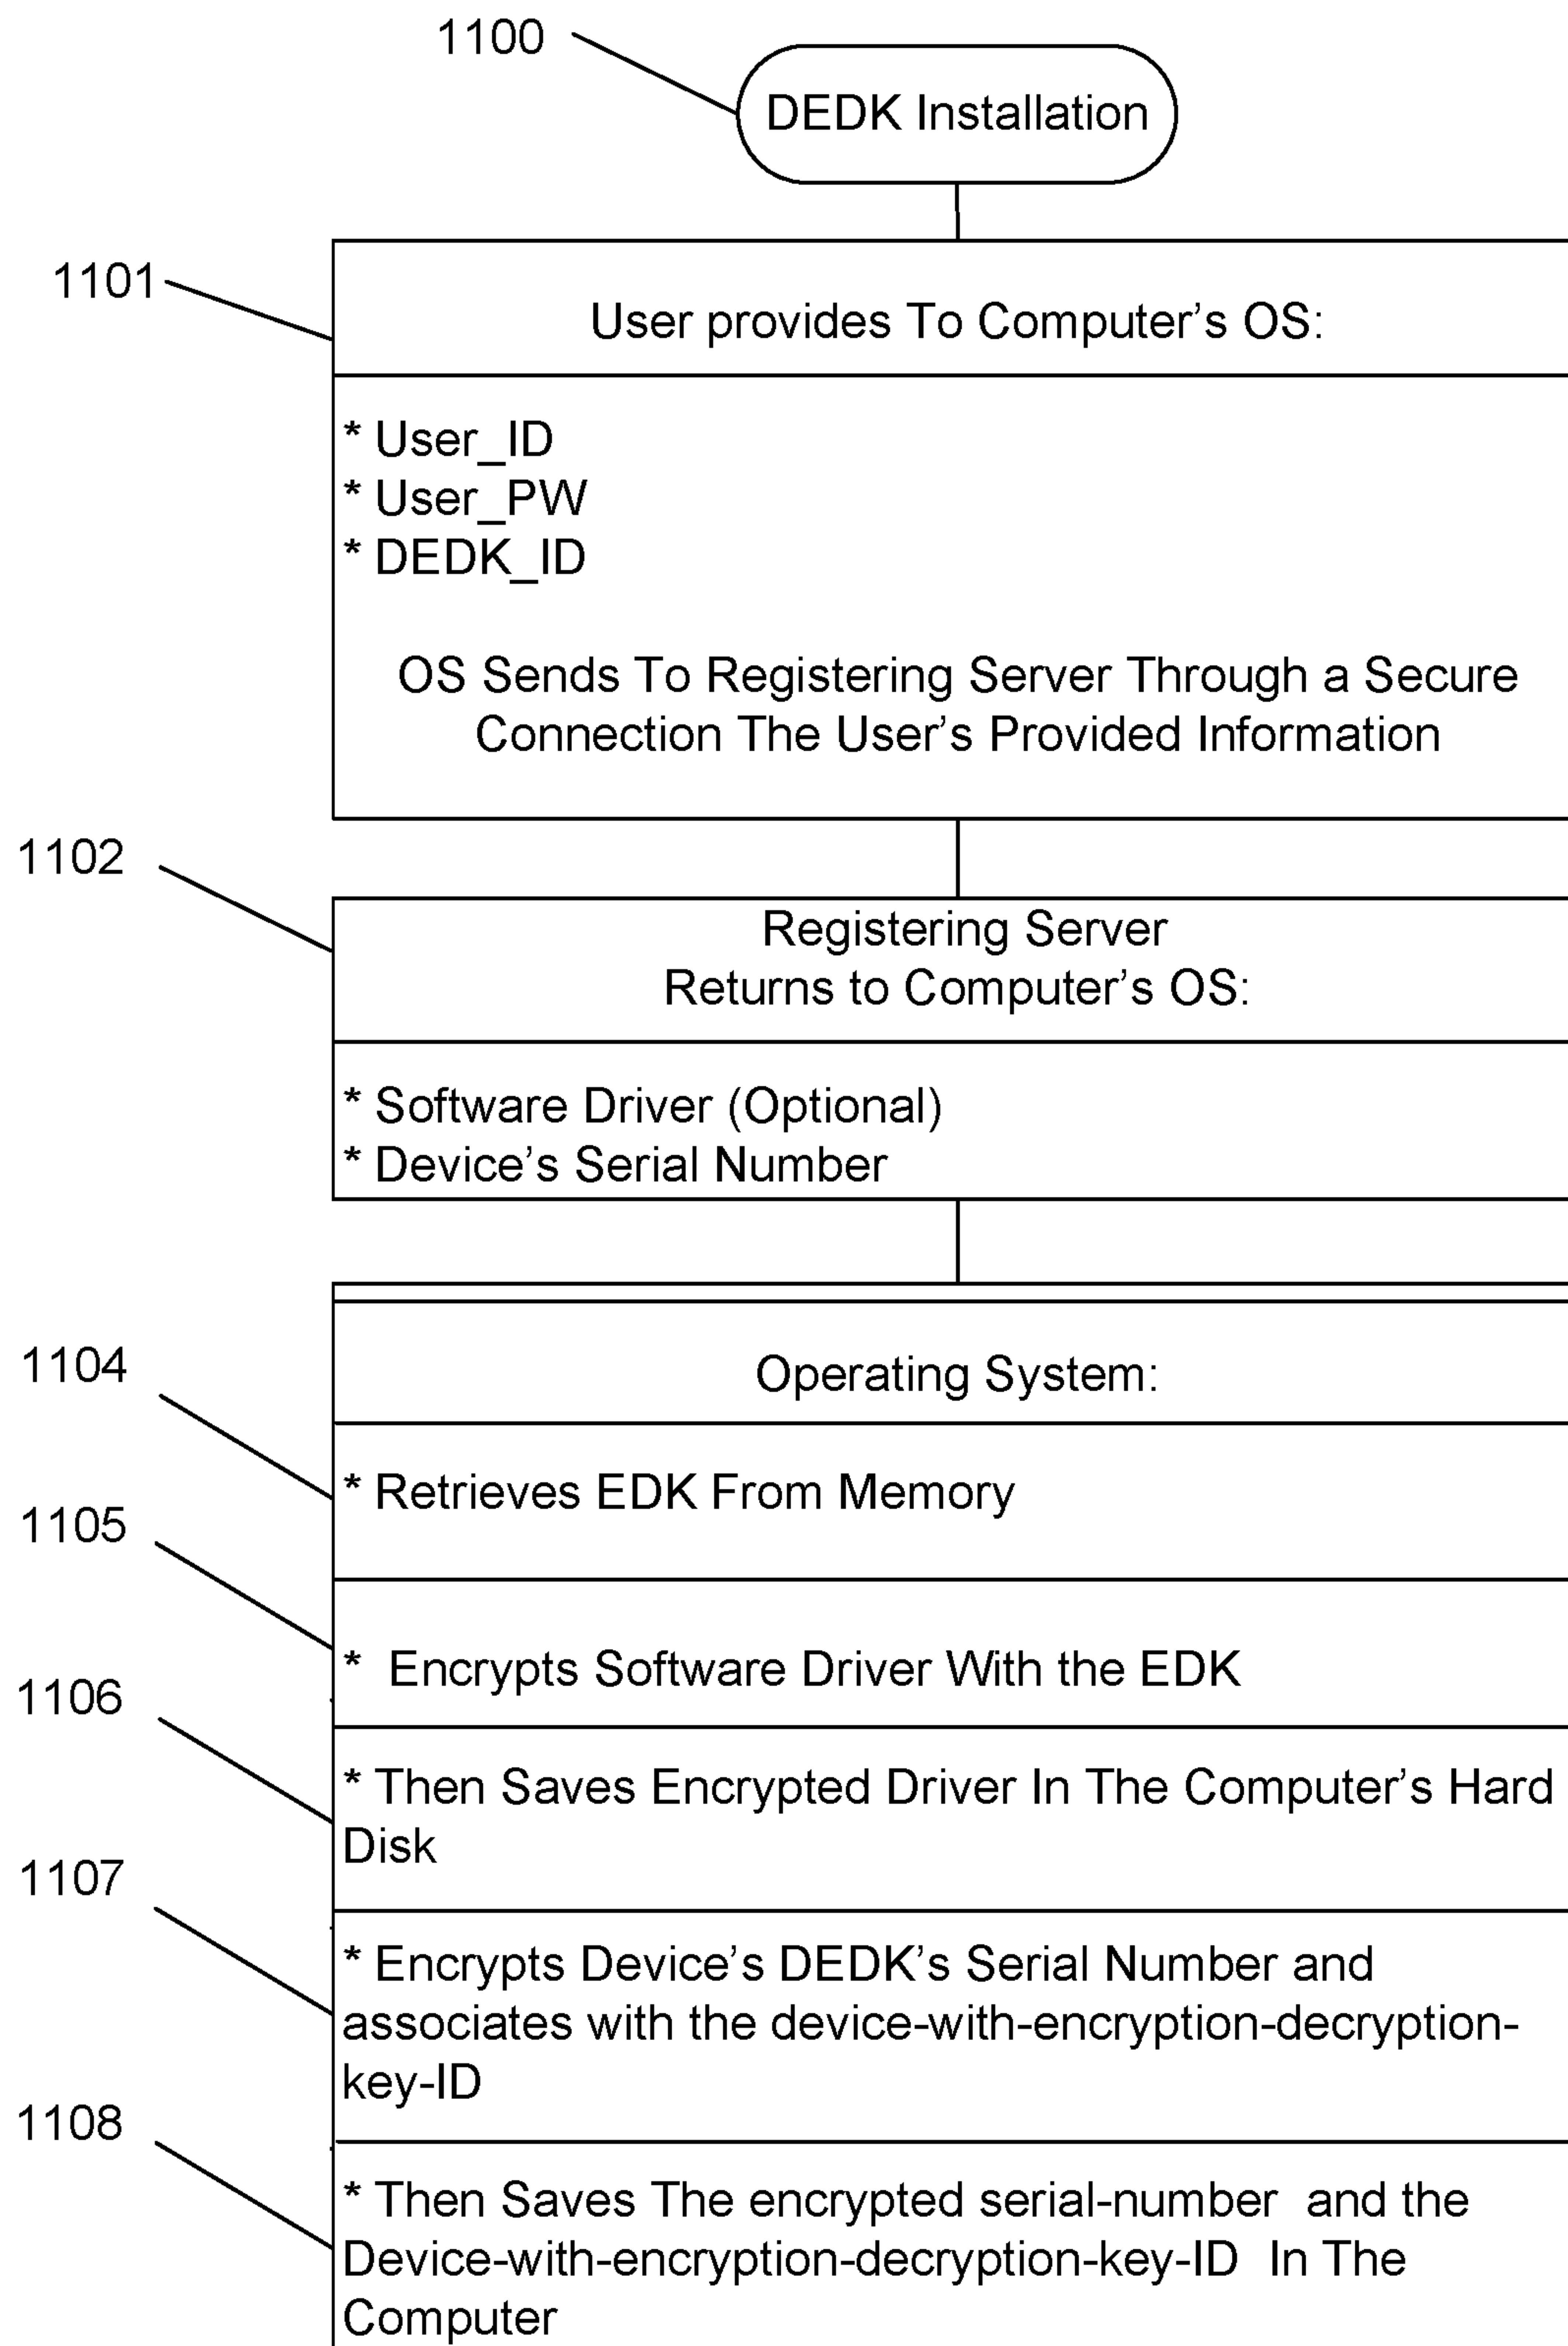 1100
DEDK Installation
1101
User provides To Computer’s OS:
* User_ID
* User_PW
* DEDK_ID
OS Sends To Registering Server Through a Secure
Connection The User’s Provided Information
1102
Registering Server
Returns to Computer’s OS:
* Software Driver (Optional)
* Device’s Serial Number
1104
Operating System:
* Retrieves EDK From Memory
1105
* Encrypts Software Driver With the EDK
1106
* Then Saves Encrypted Driver In The Computer’s Hard
Disk
1107
* Encrypts Device’s DEDK’s Serial Number and
associates with the device-with-encryption-decryption-
key-ID
1108
* Then Saves The encrypted serial-number and the
Device-with-encryption-decryption-key-ID In The
Computer